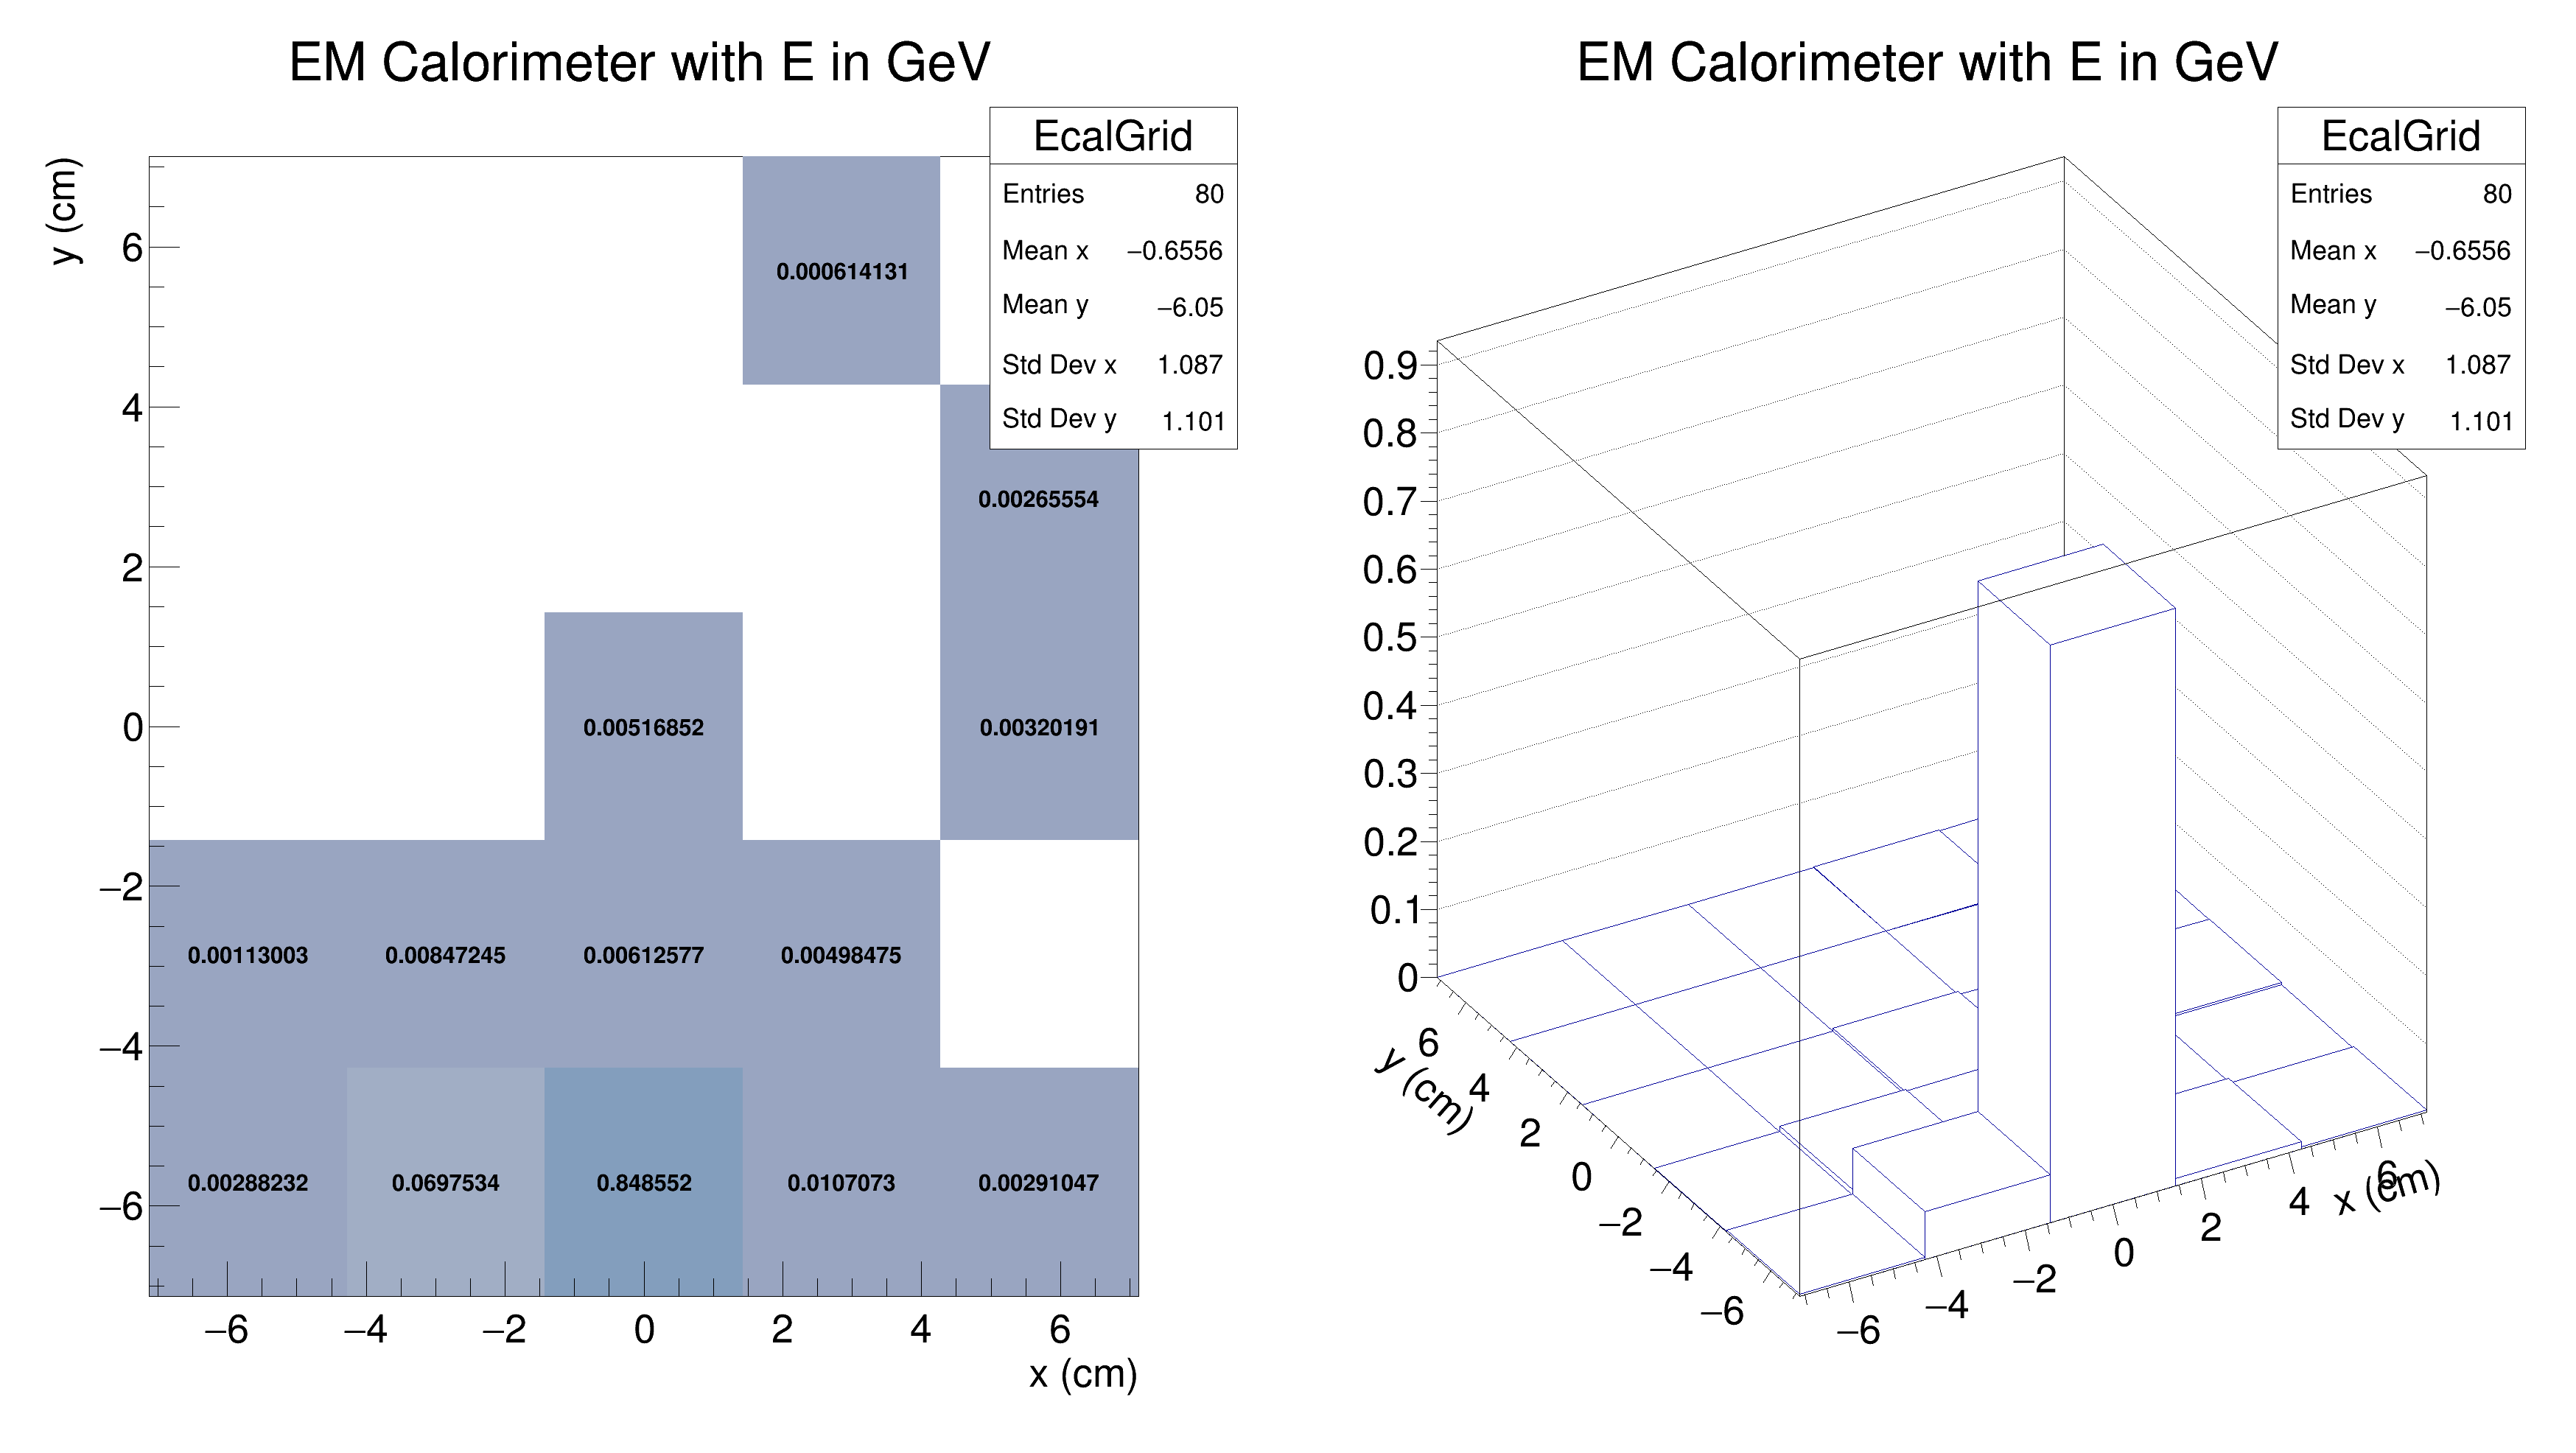 EM Calorimeter with E in GeV
EcalGrid
Entries 80
Mean x −0.6556
Mean y −6.05
Std Dev x 1.087
Std Dev y 1.101
y (cm)
6
4
2
0
−2
−4
−6
0.000614131
0.00265554
0.00516852 0.00320191
0.00113003 0.00847245 0.00612577 0.00498475
0.00288232 0.0697534 0.848552 0.0107073 0.00291047
−6 −4 −2 0 2 4 6
x (cm)
EM Calorimeter with E in GeV
EcalGrid
Entries 80
Mean x −0.6556
Mean y −6.05
Std Dev x 1.087
Std Dev y 1.101
0.9
0.8
0.7
0.6
0.5
0.4
0.3
0.2
0.1
0
6
4
2
0
−2
−4
−6
y (cm)
−6
−4
−2
0
2
4
6
x (cm)